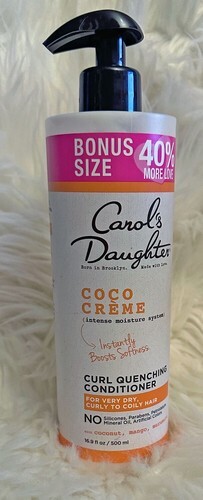 BONUS
SIZE
40%
MORE LOVE
Carol's
Daughter
Born in Brooklyn. Made with love.
COCO
CRÈME
(intense moisture system)
Instantly
Boosts Softness
CURL QUENCHING
CONDITIONER
FOR VERY DRY,
CURLY TO COILY HAIR
NO Silicones, Parabens,
Mineral Oil, Artificial Colors
coconut, mango,
16.9 fl oz / 500 ml